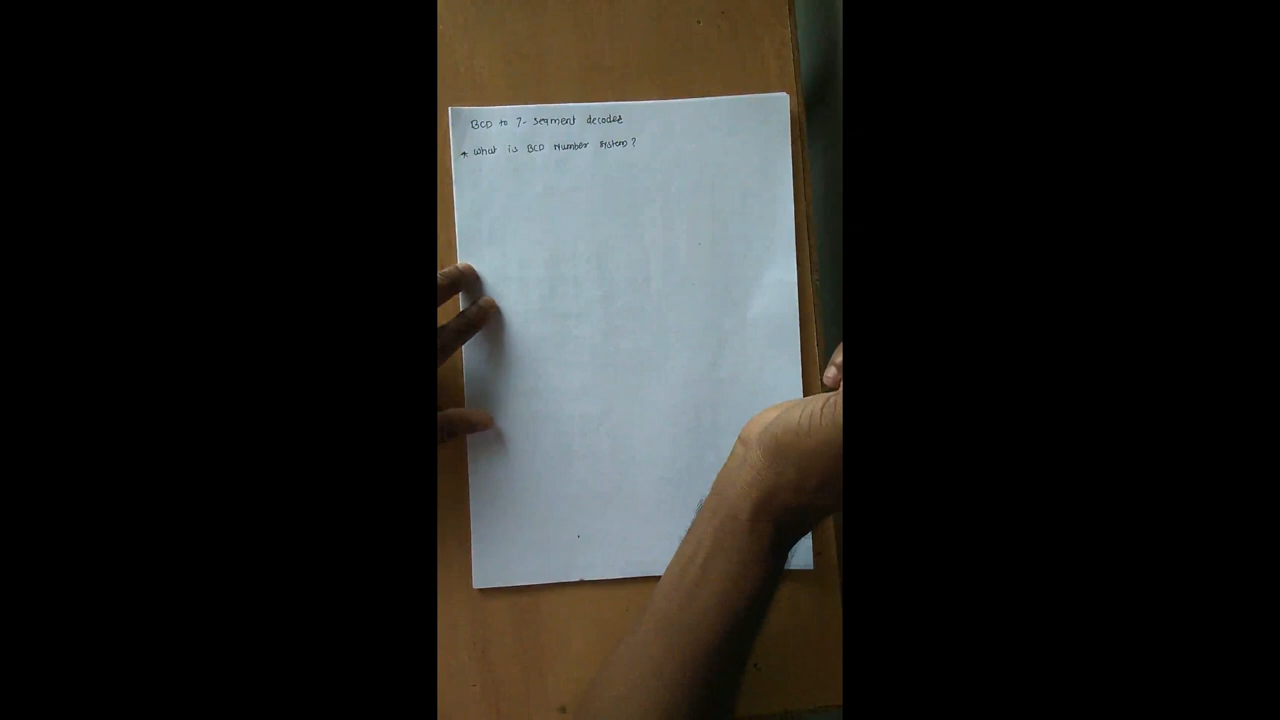 BCD to 7- segment decoder
* what is BCD Number system?